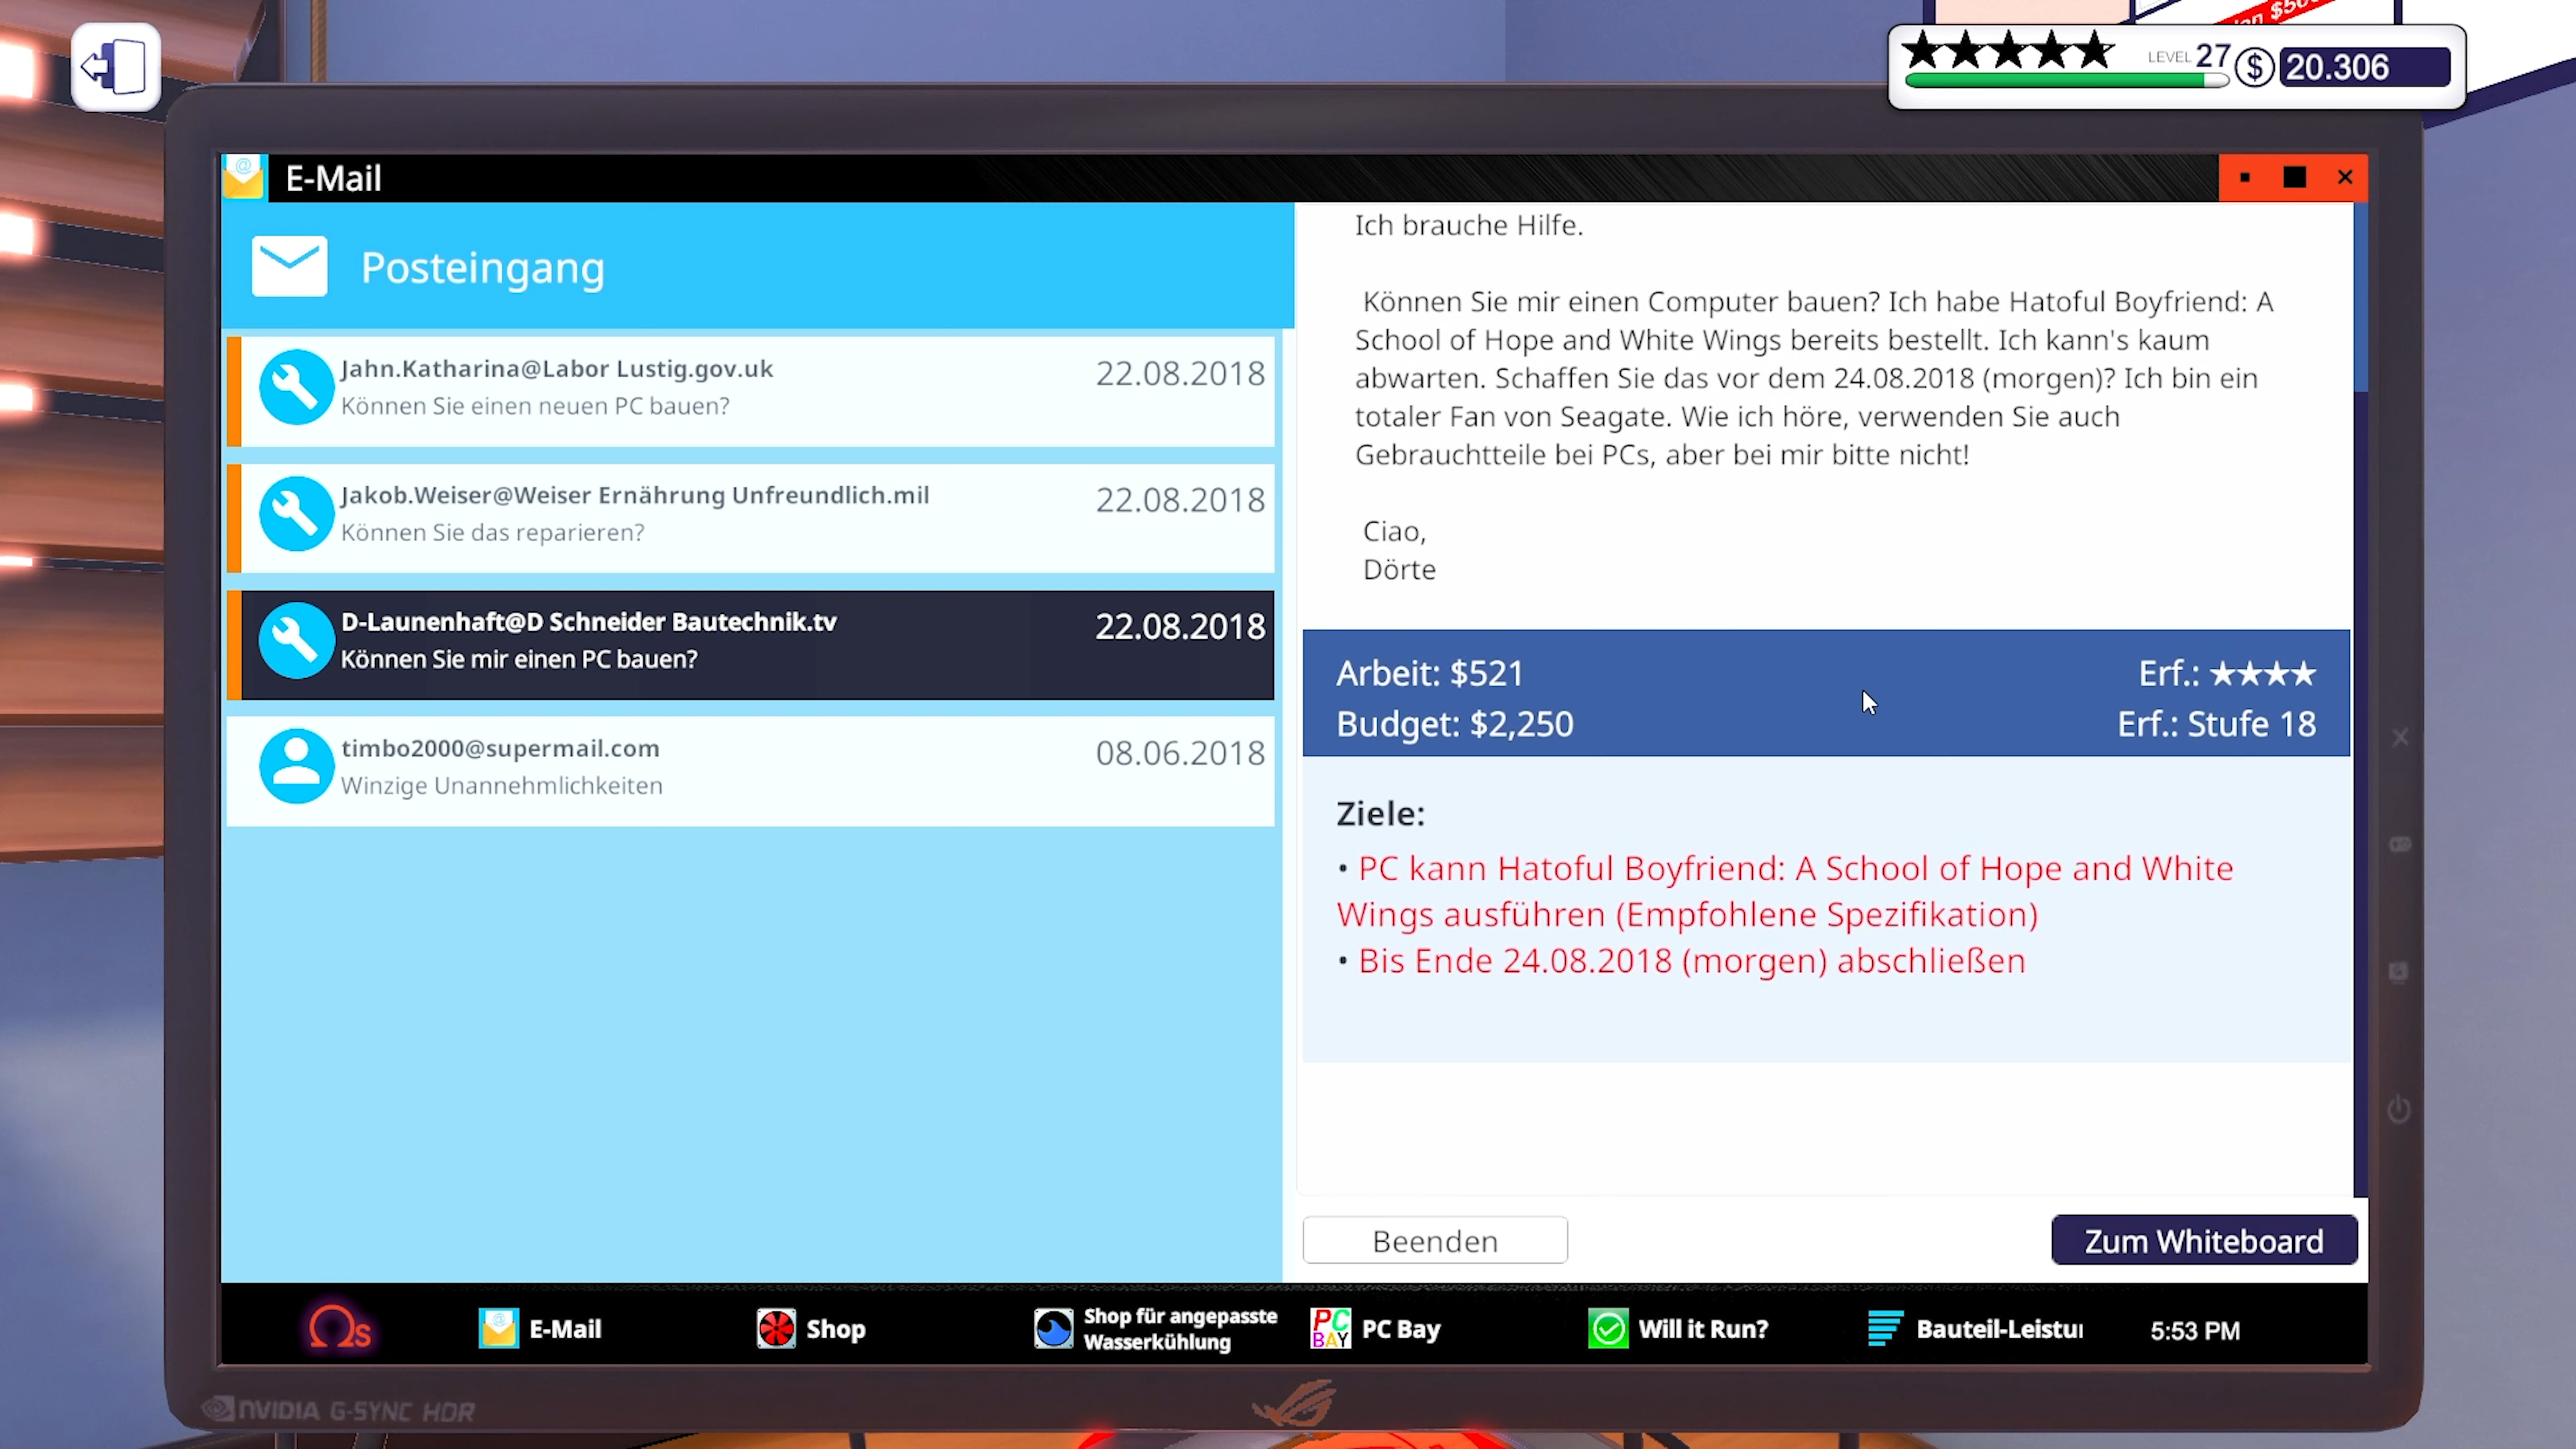 LEVEL 27 $ 20.306
E-Mail
Posteingang
Jahn.Katharina@Labor Lustig.gov.uk
22.08.2018
Können Sie einen neuen PC bauen?
Jakob.Weiser@Weiser Ernährung Unfreundlich.mil
22.08.2018
Können Sie das reparieren?
D-Launenhaft@D Schneider Bautechnik.tv
22.08.2018
Können Sie mir einen PC bauen?
timbo2000@supermail.com
08.06.2018
Winzige Unannehmlichkeiten
Ich brauche Hilfe.
Können Sie mir einen Computer bauen? Ich habe Hatoful Boyfriend: A
School of Hope and White Wings bereits bestellt. Ich kann's kaum
abwarten. Schaffen Sie das vor dem 24.08.2018 (morgen)? Ich bin ein
totaler Fan von Seagate. Wie ich höre, verwenden Sie auch
Gebrauchtteile bei PCs, aber bei mir bitte nicht!
Ciao,
Dörte
Arbeit: $521
Erf.: ★★★★
Budget: $2,250
Erf.: Stufe 18
Ziele:
• PC kann Hatoful Boyfriend: A School of Hope and White
Wings ausführen (Empfohlene Spezifikation)
• Bis Ende 24.08.2018 (morgen) abschließen
Beenden
Zum Whiteboard
Ωs
E-Mail
Shop
Shop für angepasste
Wasserkühlung
PC
BAY
PC Bay
Will it Run?
Bauteil-Leistu
5:53 PM
NVIDIA G-SYNC HDR